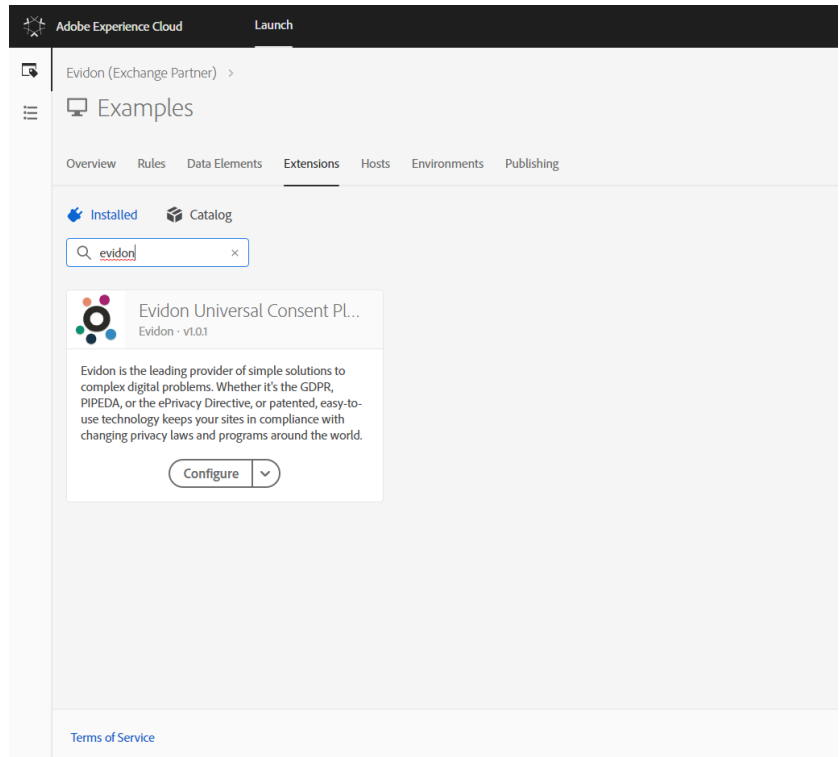 Adobe Experience Cloud Launch
Evidon (Exchange Partner) >
Examples
Overview Rules Data Elements Extensions Hosts Environments Publishing
Installed Catalog
evidon ×
Evidon Universal Consent Pl...
Evidon · v1.0.1
Evidon is the leading provider of simple solutions to
complex digital problems. Whether it's the GDPR,
PIPEDA, or the ePrivacy Directive, or patented, easy-to-
use technology keeps your sites in compliance with
changing privacy laws and programs around the world.
Configure
Terms of Service